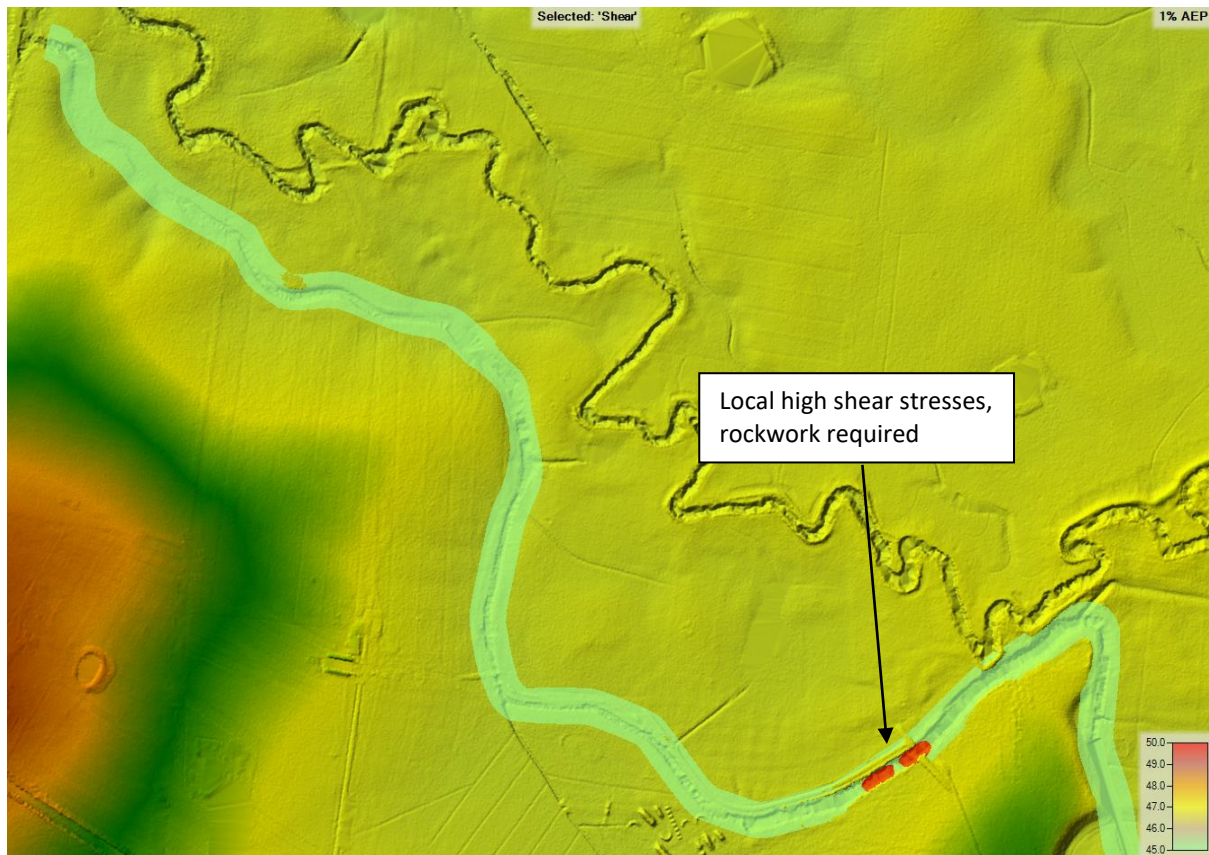 Selected: 'Shear'
1% AEP
Local high shear stresses,
rockwork required
50.0
49.0
48.0
47.0
46.0
45.0